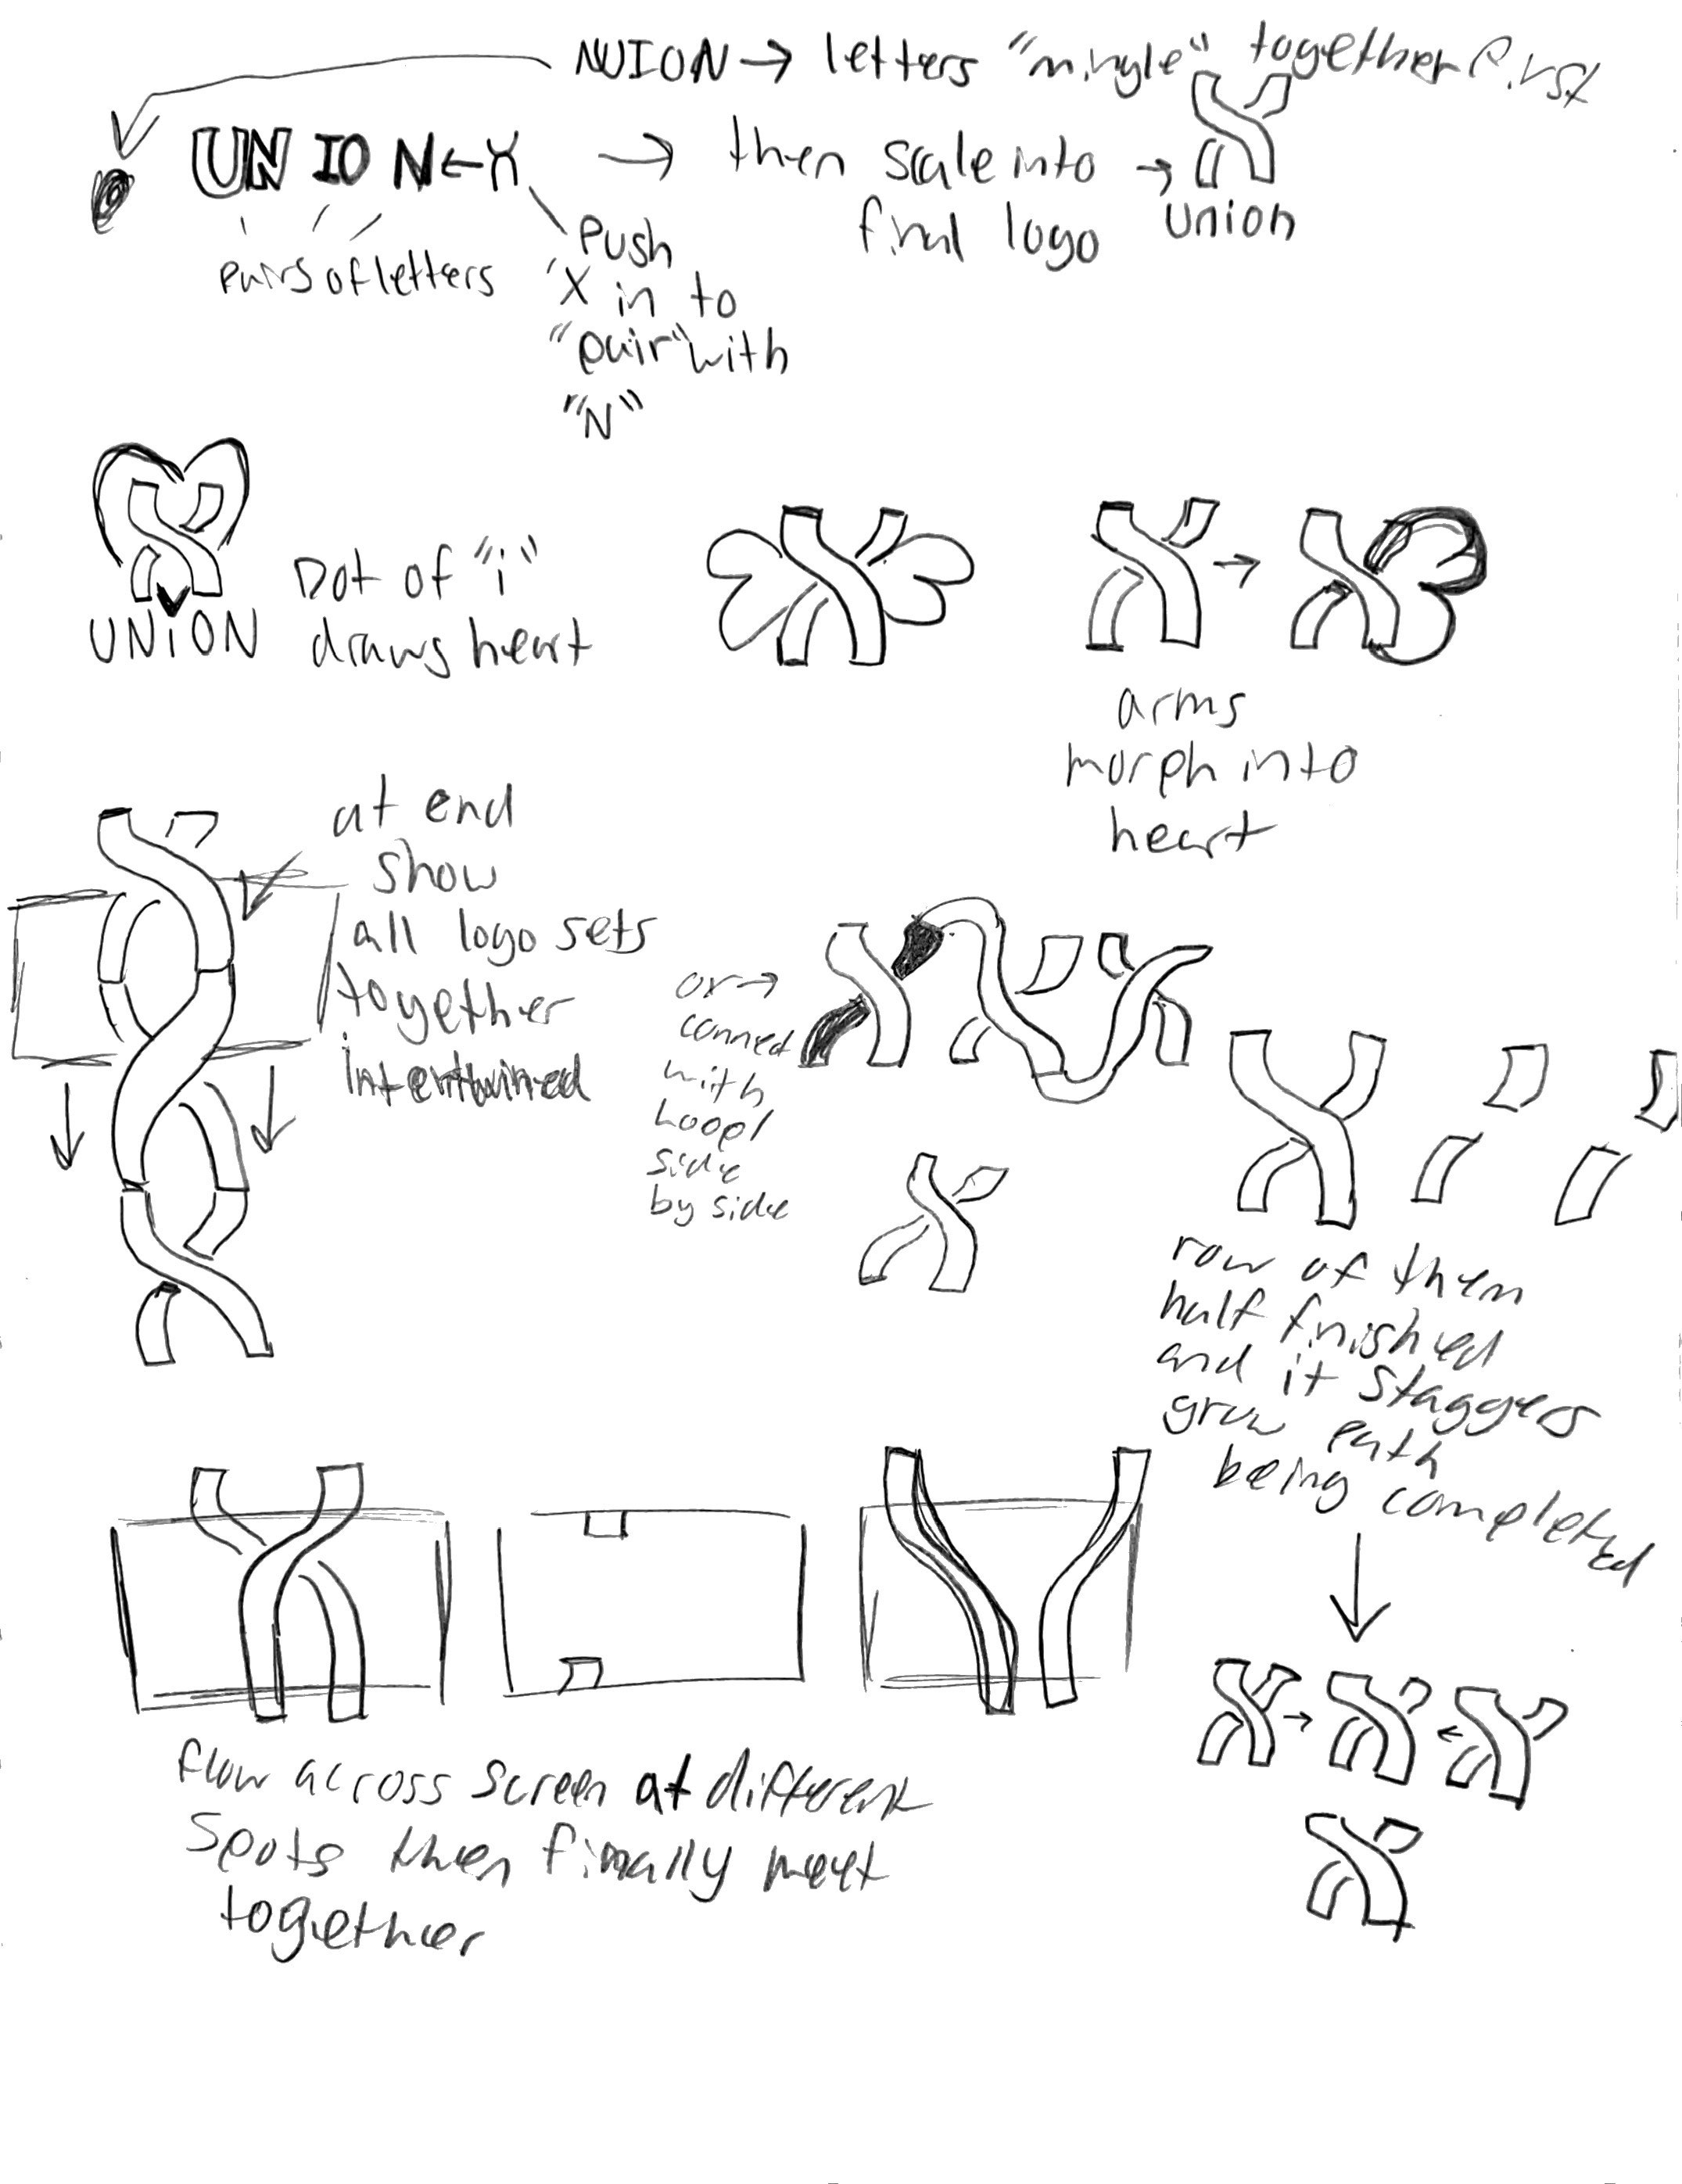 NUION → letters "mingle" together first
UN IO N ← X → then scale into → union
final logo
pairs of letters
push
'X in to
"pair" with
"N"
Dot of "i"
UNiON draws heart
arms
morph into
heart
at end
show
all logo sets
together
intertwined
or →
connect
with
Loop/
side
by side
row of them
half finished
and it staggers
grow path
being completed
flow across screen at different
spots then finally meet
together